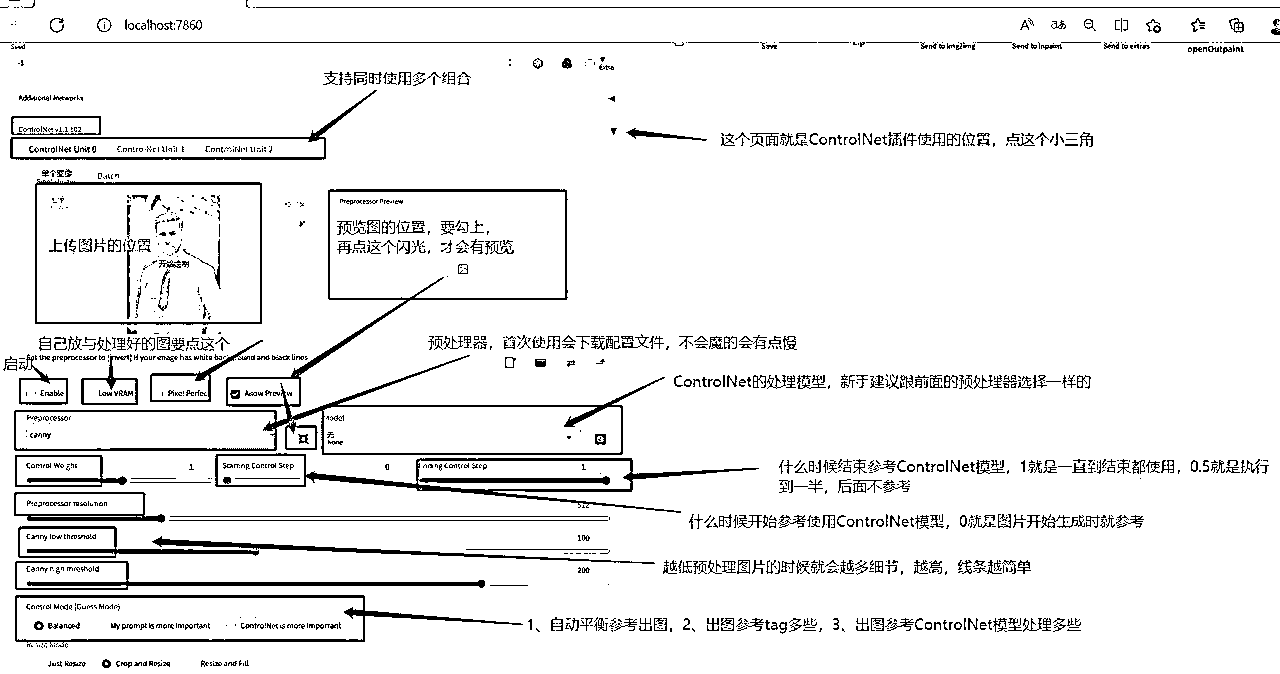 localhost:7860
Seed
Save
Zip
Send to img2img
Send to inpaint
Send to extras
openOutpaint
-1
Extra
支持同时使用多个组合
Additional Networks
ControlNet v1.1.102
这个页面就是ControlNet插件使用的位置，点这个小三角
ControlNet Unit 0
ControlNet Unit 1
ControlNet Unit 2
单个图像
Batch
Preprocessor Preview
预览图的位置，要勾上，
再点这个闪光，才会有预览
上传图片的位置
自己放与处理好的图要点这个
预处理器，首次使用会下载配置文件，不会魔的会有点慢
启动
Set the preprocessor to [invert] If your image has white background and black lines.
ControlNet的处理模型，新于建议跟前面的预处理器选择一样的
Enable
Low VRAM
Pixel Perfect
Allow Preview
Preprocessor
canny
Model
无
None
Control Weight
1
Starting Control Step
0
Ending Control Step
1
什么时候结束参考ControlNet模型，1就是一直到结束都使用，0.5就是执行
到一半，后面不参考
Preprocessor resolution
512
什么时候开始参考使用ControlNet模型，0就是图片开始生成时就参考
Canny low threshold
100
越低预处理图片的时候就会越多细节，越高，线条越简单
Canny high threshold
200
Control Mode (Guess Mode)
Balanced
My prompt is more important
ControlNet is more important
1、自动平衡参考出图，2、出图参考tag多些，3、出图参考ControlNet模型处理多些
Resize Mode
Just Resize
Crop and Resize
Resize and Fill